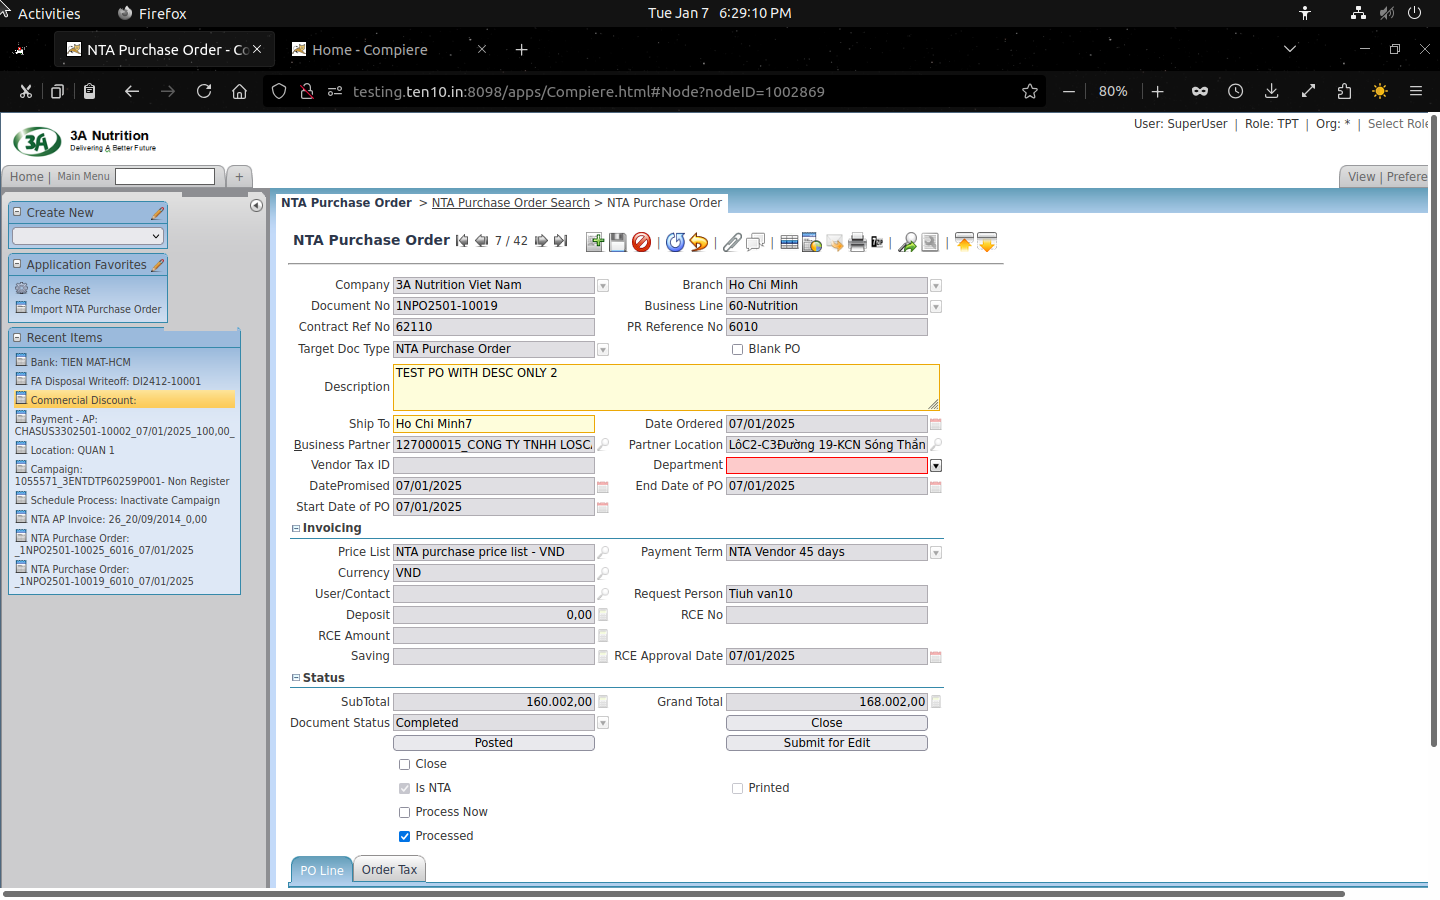 Activities
Firefox
Tue Jan 7 6:29:10 PM
NTA Purchase Order - Co
Home - Compiere
testing.ten10.in:8098/apps/Compiere.html#Node?nodeID=1002869
80%
3A
3A Nutrition
Delivering A Better Future
User: SuperUser | Role: TPT | Org: * | Select Role
Home | Main Menu
+
View | Prefere
Create New
Application Favorites
Cache Reset
Import NTA Purchase Order
Recent Items
Bank: TIEN MAT-HCM
FA Disposal Writeoff: DI2412-10001
Commercial Discount:
Payment - AP:
CHASUS3302501-10002_07/01/2025_100,00_
Location: QUAN 1
Campaign:
1055571_3ENTDTP60259P001- Non Register
Schedule Process: Inactivate Campaign
NTA AP Invoice: 26_20/09/2014_0,00
NTA Purchase Order:
_1NPO2501-10025_6016_07/01/2025
NTA Purchase Order:
_1NPO2501-10019_6010_07/01/2025
NTA Purchase Order > NTA Purchase Order Search > NTA Purchase Order
NTA Purchase Order 7 / 42
Company 3A Nutrition Viet Nam Branch Ho Chi Minh
Document No 1NPO2501-10019 Business Line 60-Nutrition
Contract Ref No 62110 PR Reference No 6010
Target Doc Type NTA Purchase Order Blank PO
Description TEST PO WITH DESC ONLY 2
Ship To Ho Chi Minh7 Date Ordered 07/01/2025
Business Partner 127000015_CONG TY TNHH LOSC Partner Location LôC2-C3Đường 19-KCN Sóng Thần
Vendor Tax ID Department
DatePromised 07/01/2025 End Date of PO 07/01/2025
Start Date of PO 07/01/2025
Invoicing
Price List NTA purchase price list - VND Payment Term NTA Vendor 45 days
Currency VND
User/Contact Request Person Tiuh van10
Deposit 0,00 RCE No
RCE Amount
Saving RCE Approval Date 07/01/2025
Status
SubTotal 160.002,00 Grand Total 168.002,00
Document Status Completed Close
Posted Submit for Edit
Close
Is NTA Printed
Process Now
Processed
PO Line Order Tax